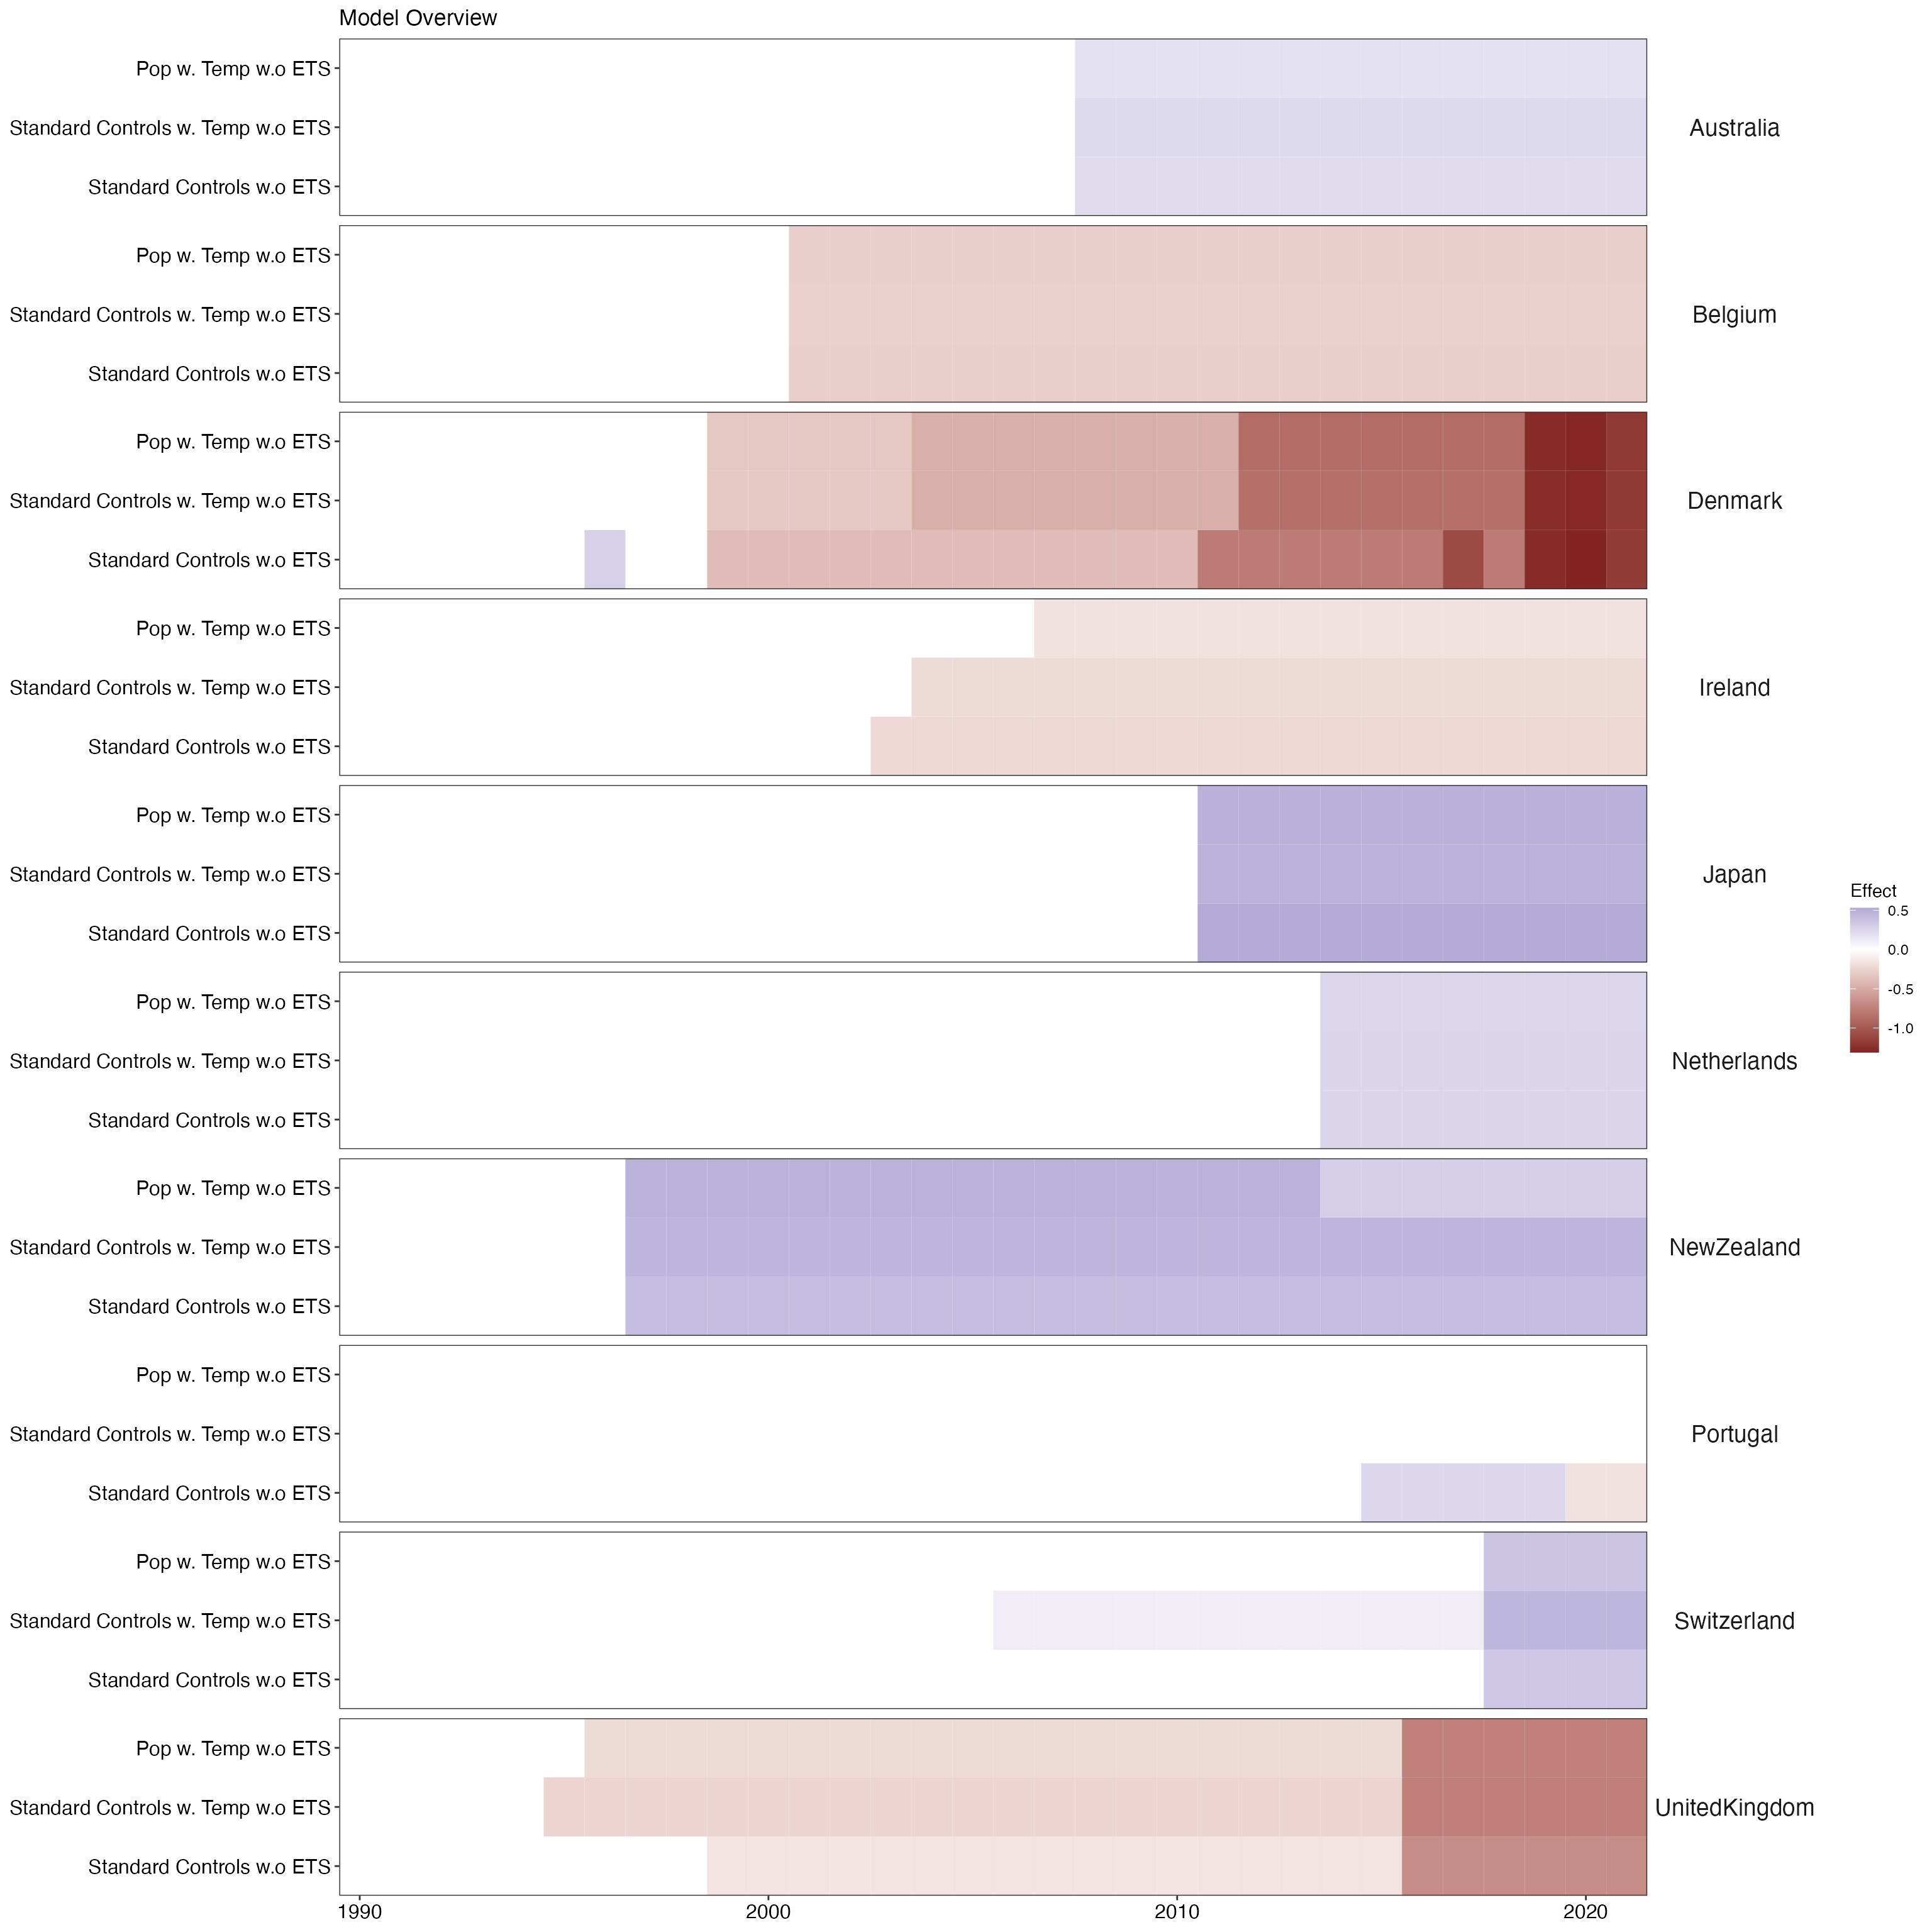 Model Overview
Pop w. Temp w.o ETS
Standard Controls w. Temp w.o ETS
Standard Controls w.o ETS
Australia
Pop w. Temp w.o ETS
Standard Controls w. Temp w.o ETS
Standard Controls w.o ETS
Belgium
Pop w. Temp w.o ETS
Standard Controls w. Temp w.o ETS
Standard Controls w.o ETS
Denmark
Pop w. Temp w.o ETS
Standard Controls w. Temp w.o ETS
Standard Controls w.o ETS
Ireland
Pop w. Temp w.o ETS
Standard Controls w. Temp w.o ETS
Standard Controls w.o ETS
Japan
Pop w. Temp w.o ETS
Standard Controls w. Temp w.o ETS
Standard Controls w.o ETS
Netherlands
Pop w. Temp w.o ETS
Standard Controls w. Temp w.o ETS
Standard Controls w.o ETS
NewZealand
Pop w. Temp w.o ETS
Standard Controls w. Temp w.o ETS
Standard Controls w.o ETS
Portugal
Pop w. Temp w.o ETS
Standard Controls w. Temp w.o ETS
Standard Controls w.o ETS
Switzerland
Pop w. Temp w.o ETS
Standard Controls w. Temp w.o ETS
Standard Controls w.o ETS
UnitedKingdom
1990 2000 2010 2020
Effect
0.5
0.0
-0.5
-1.0